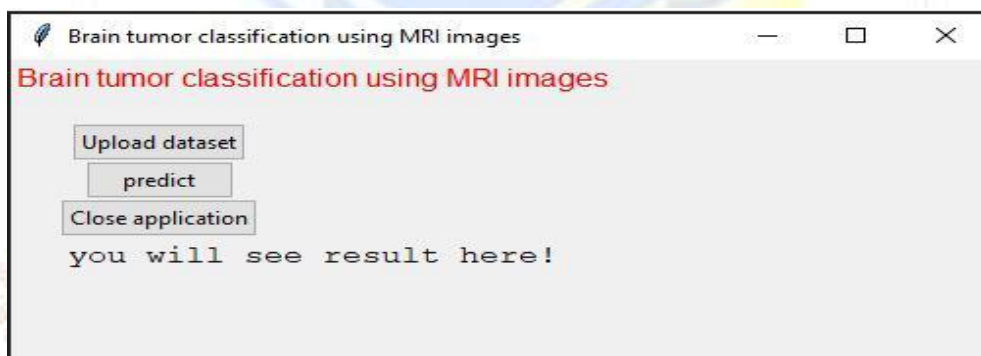 Brain tumor classification using MRI images
Brain tumor classification using MRI images
Upload dataset
predict
Close application
you will see result here!